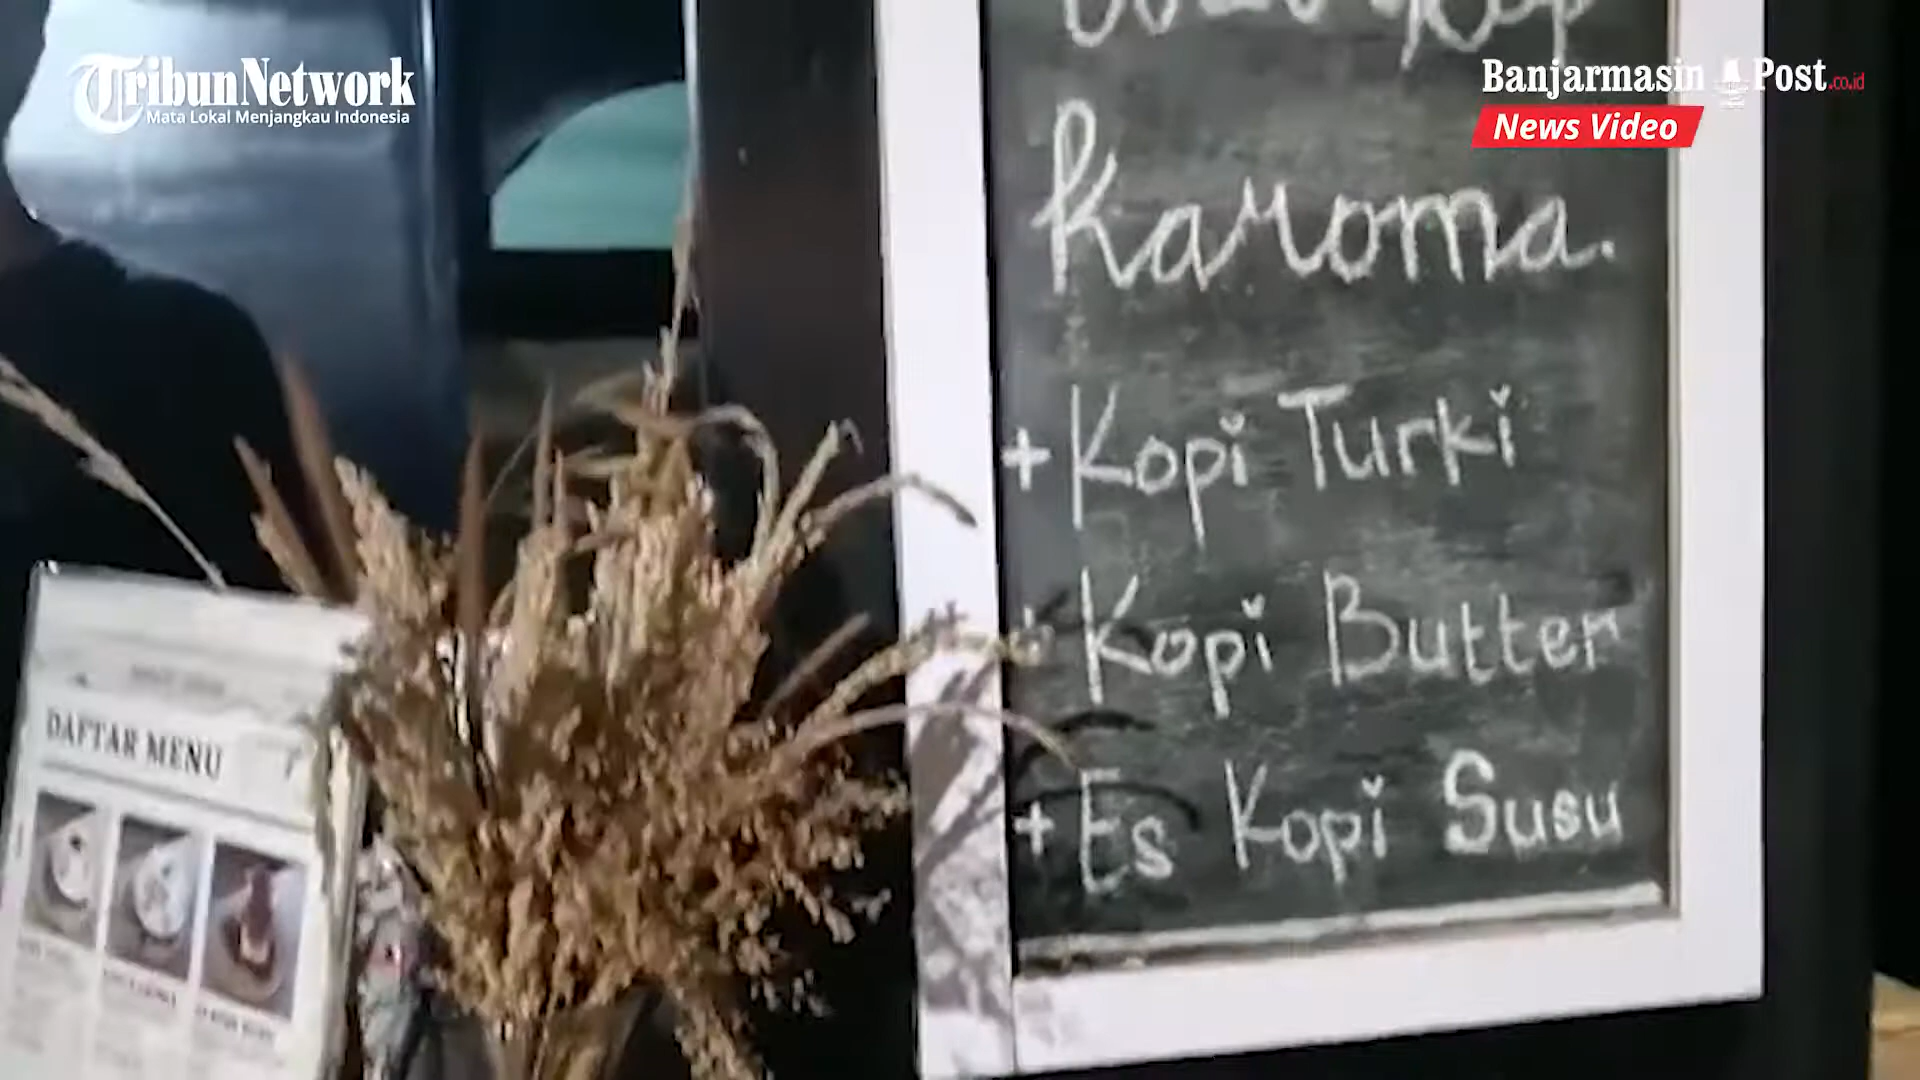 TribunNetwork
Mata Lokal Menjangkau Indonesia
Banjarmasin Post.co.id
News Video
Karoma.
+ Kopi Turki
+ Kopi Butter
+ Es Kopi Susu
DAFTAR MENU